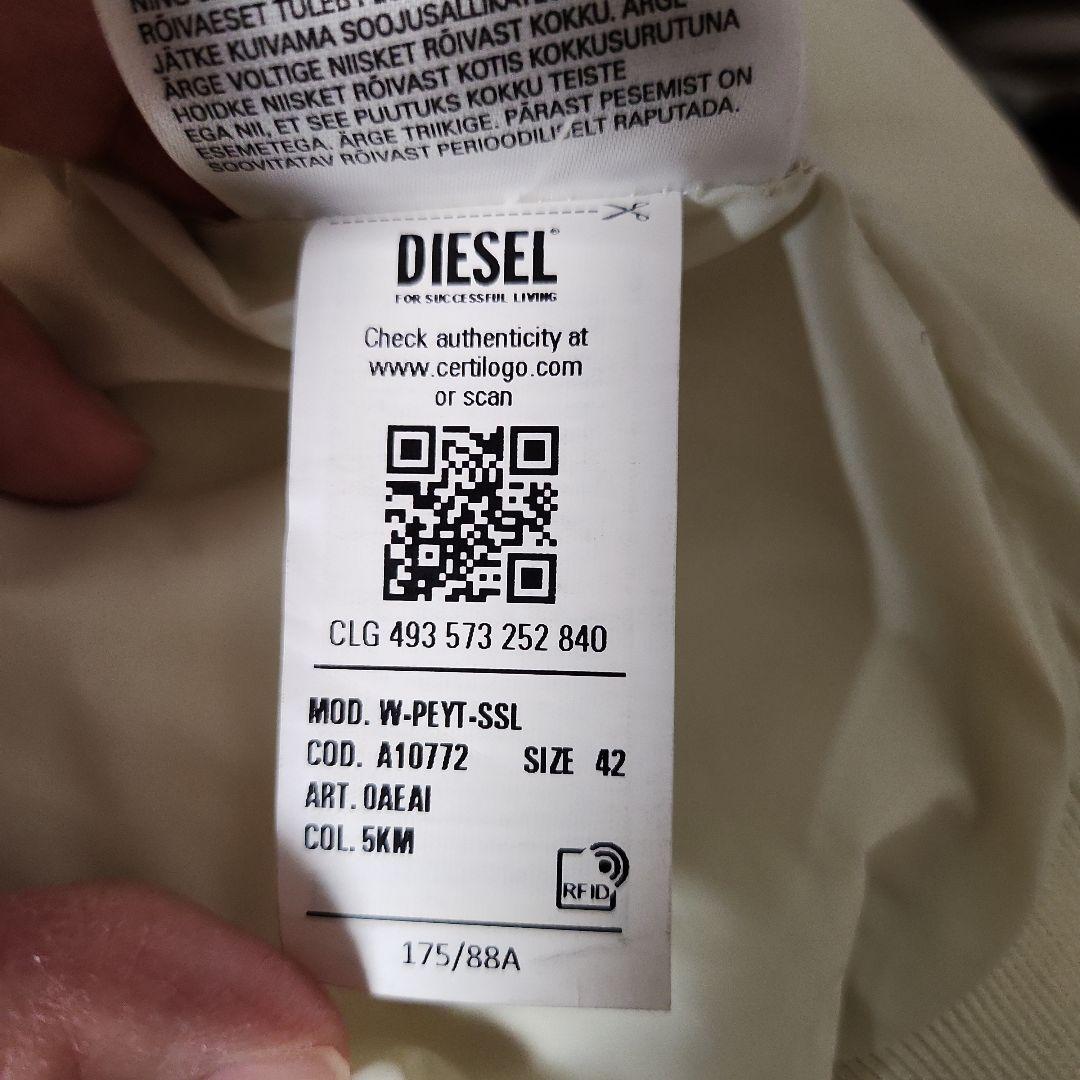 NING
RÕIVAESET TULEB
JÄTKE KUIVAMA SOOJUSALLIKATE
ÄRGE VOLTIGE NIISKET RÕIVAST KOKKU. ÄRGE
HOIDKE NIISKET RÕIVAST KOTIS KOKKUSURUTUNA
EGA NII, ET SEE PUUTUKS KOKKU TEISTE
ESEMETEGA. ÄRGE TRIIKIGE. PÄRAST PESEMIST ON
SOOVITATAV RÕIVAST PERIOODILISELT RAPUTADA.
DIESEL®
FOR SUCCESSFUL LIVING
Check authenticity at
www.certilogo.com
or scan
CLG 493 573 252 840
MOD. W-PEYT-SSL
COD. A10772 SIZE 42
ART. 0AEAI
COL. 5KM
RFID
175/88A